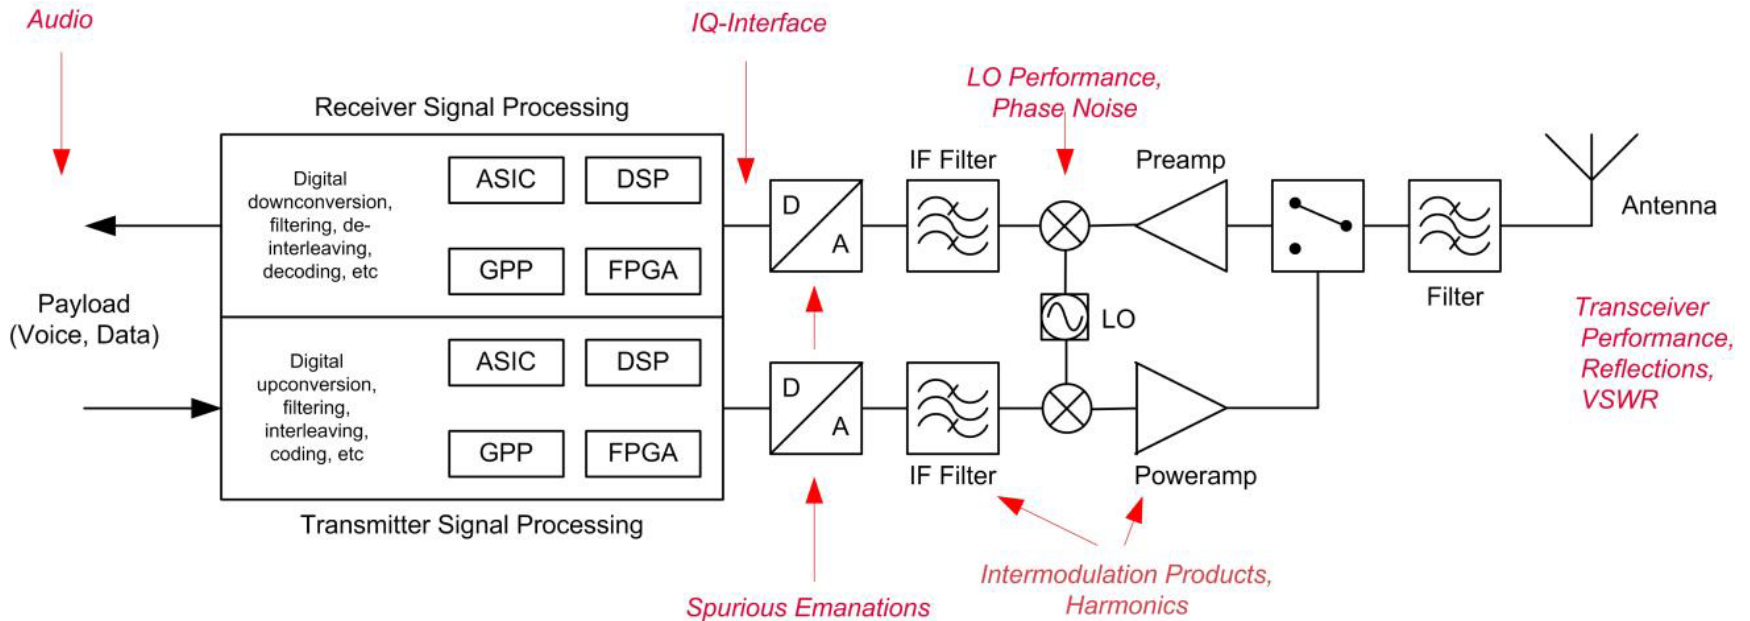 Audio
IQ-Interface
LO Performance,
Phase Noise
Receiver Signal Processing
IF Filter
Preamp
Digital
downconversion,
filtering, de-
interleaving,
decoding, etc
ASIC
DSP
GPP
FPGA
D
A
Antenna
Payload
(Voice, Data)
LO
Filter
Transceiver
Performance,
Reflections,
VSWR
Digital
upconversion,
filtering,
interleaving,
coding, etc
ASIC
DSP
GPP
FPGA
D
A
IF Filter
Poweramp
Transmitter Signal Processing
Spurious Emanations
Intermodulation Products,
Harmonics